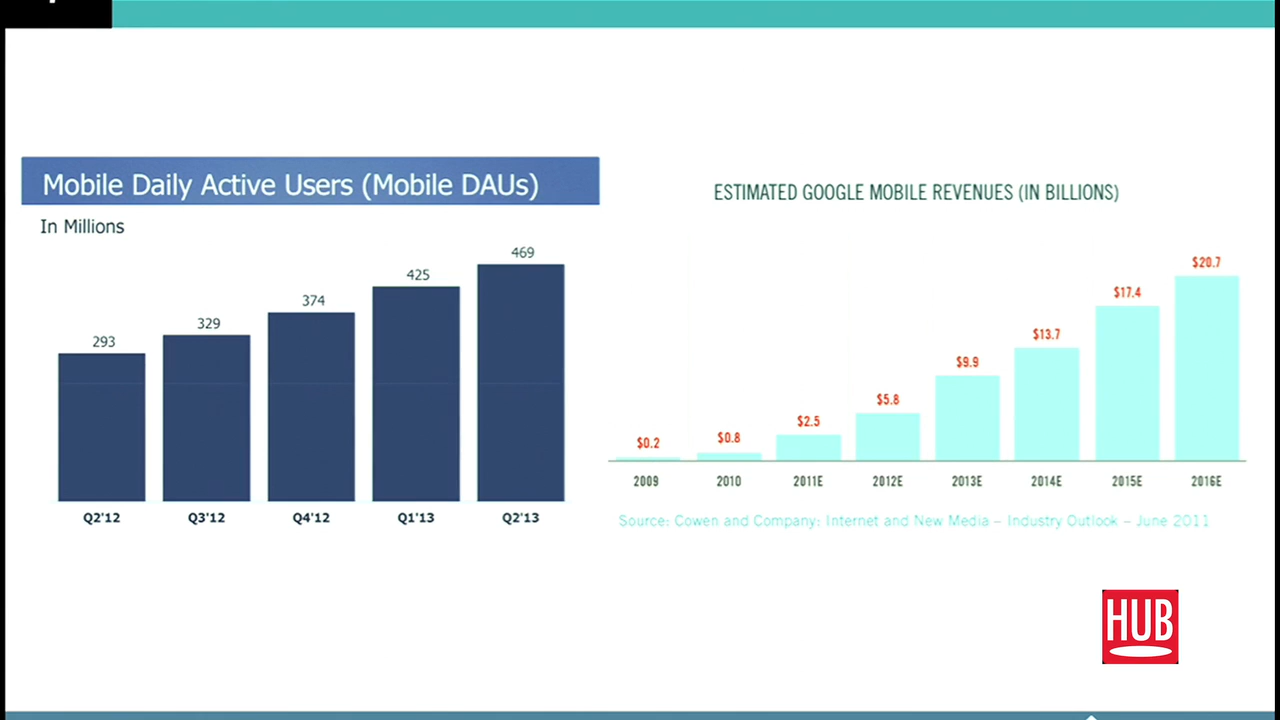 Mobile Daily Active Users (Mobile DAUs)
In Millions
293
329
374
425
469
Q2'12
Q3'12
Q4'12
Q1'13
Q2'13
ESTIMATED GOOGLE MOBILE REVENUES (IN BILLIONS)
$0.2
$0.8
$2.5
$5.8
$9.9
$13.7
$17.4
$20.7
2009
2010
2011E
2012E
2013E
2014E
2015E
2016E
Source: Cowen and Company: Internet and New Media – Industry Outlook – June 2011
HUB